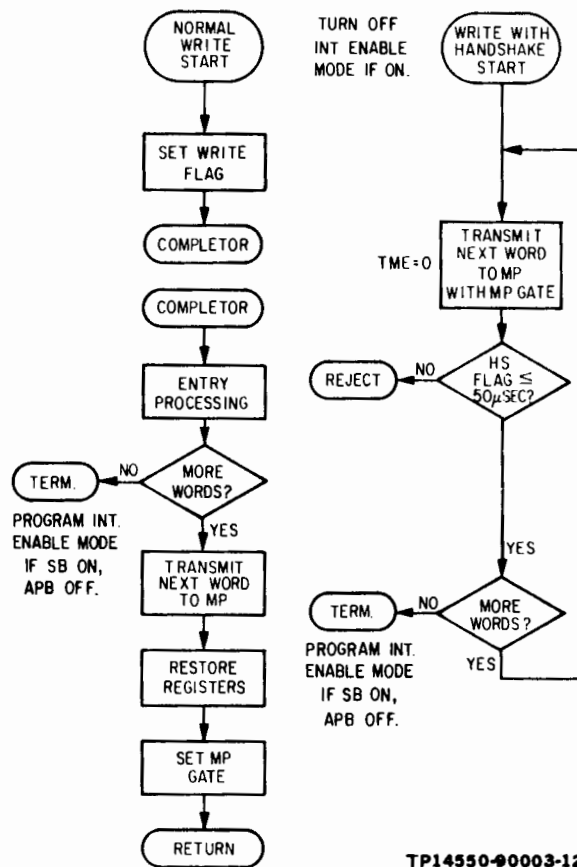 NORMAL
WRITE
START
SET WRITE
FLAG
COMPLETOR
COMPLETOR
ENTRY
PROCESSING
MORE
WORDS?
NO
TERM.
PROGRAM INT.
ENABLE MODE
IF SB ON,
APB OFF.
YES
TRANSMIT
NEXT WORD
TO MP
RESTORE
REGISTERS
SET MP
GATE
RETURN
TURN OFF
INT ENABLE
MODE IF ON.
WRITE WITH
HANDSHAKE
START
TME=0
TRANSMIT
NEXT WORD
TO MP
WITH MP GATE
HS
FLAG ≤
50μSEC?
NO
REJECT
YES
MORE
WORDS?
NO
TERM.
PROGRAM INT.
ENABLE MODE
IF SB ON,
APB OFF.
YES
TP14550-90003-12